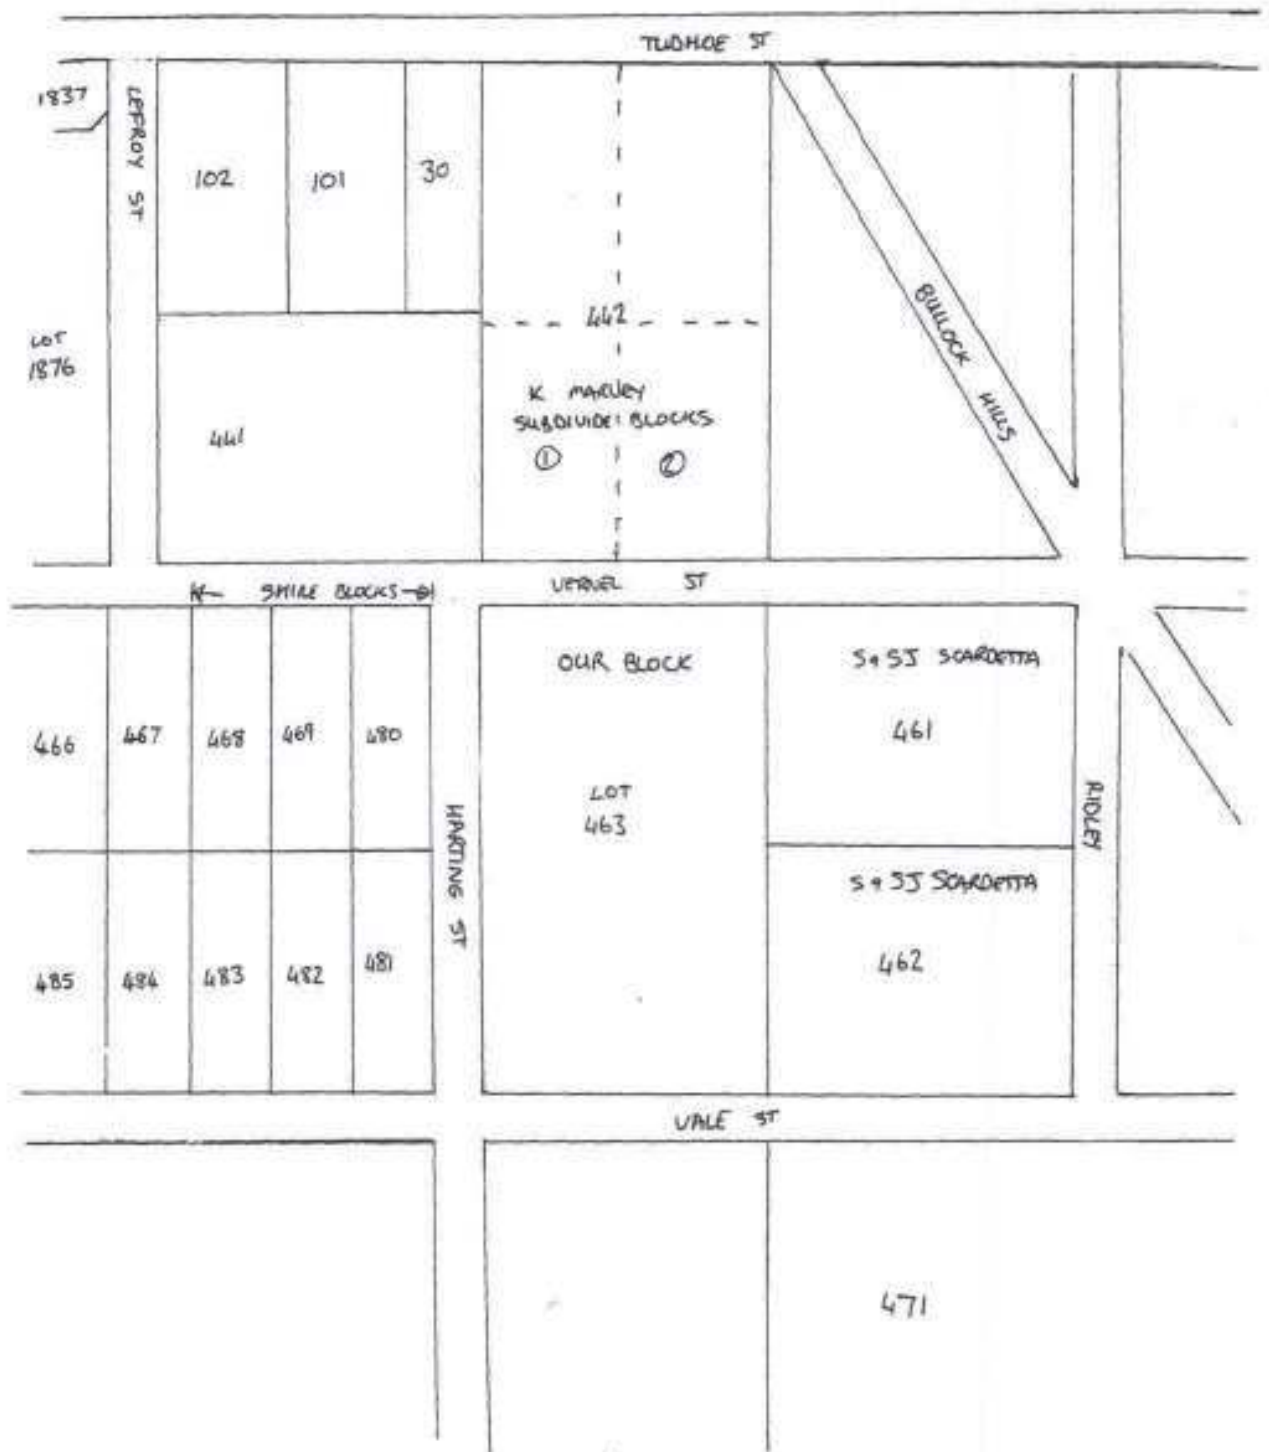 TUDHOE ST
1837
LEFROY ST
102
101
30
LOT
1876
441
442
K MARLEY
SUBDIVIDE BLOCKS
1
2
BULLOCK HILLS
← SHIRE BLOCKS →
VERNEL ST
OUR BLOCK
S & SJ SCARDETTA
466
467
468
469
480
461
LOT
463
HARTING ST
RIDLEY
S & SJ SCARDETTA
485
484
483
482
481
462
VALE ST
471